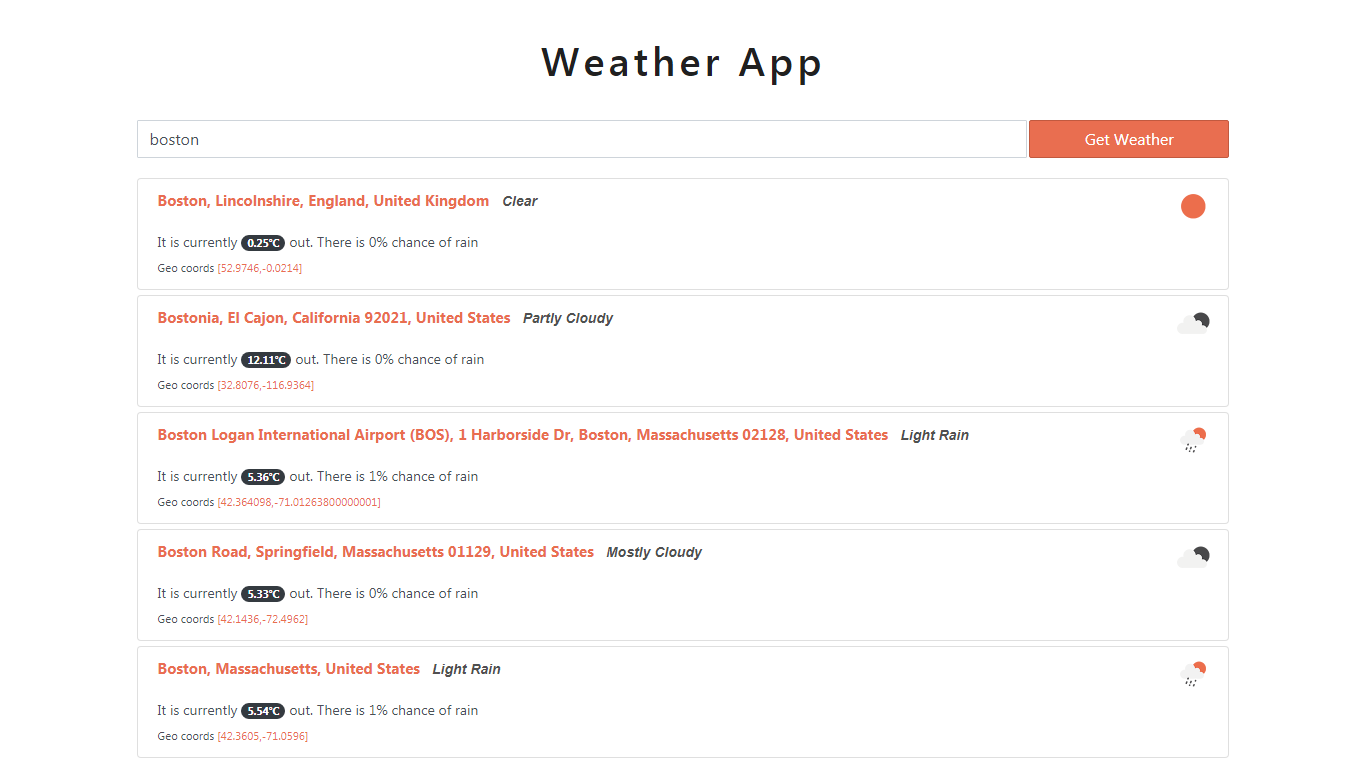 Weather App
boston
Get Weather
Boston, Lincolnshire, England, United Kingdom Clear
It is currently 0.25°C out. There is 0% chance of rain
Geo coords [52.9746,-0.0214]
Bostonia, El Cajon, California 92021, United States Partly Cloudy
It is currently 12.11°C out. There is 0% chance of rain
Geo coords [32.8076,-116.9364]
Boston Logan International Airport (BOS), 1 Harborside Dr, Boston, Massachusetts 02128, United States Light Rain
It is currently 5.36°C out. There is 1% chance of rain
Geo coords [42.364098,-71.01263800000001]
Boston Road, Springfield, Massachusetts 01129, United States Mostly Cloudy
It is currently 5.33°C out. There is 0% chance of rain
Geo coords [42.1436,-72.4962]
Boston, Massachusetts, United States Light Rain
It is currently 5.54°C out. There is 1% chance of rain
Geo coords [42.3605,-71.0596]